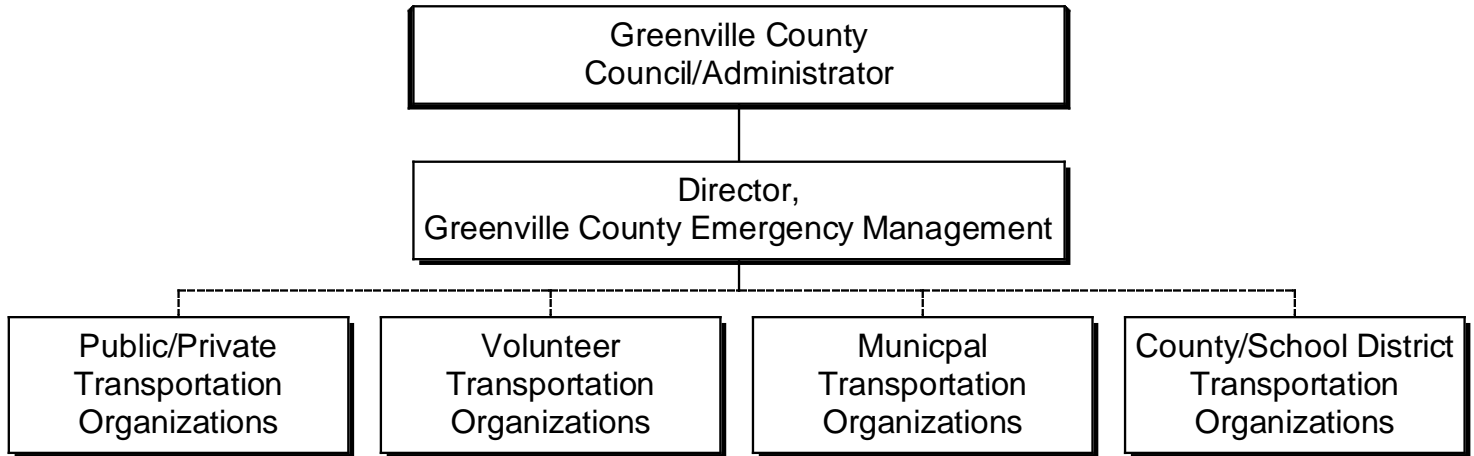 Greenville County
Council/Administrator
Director,
Greenville County Emergency Management
Public/Private
Transportation
Organizations
Volunteer
Transportation
Organizations
Municpal
Transportation
Organizations
County/School District
Transportation
Organizations